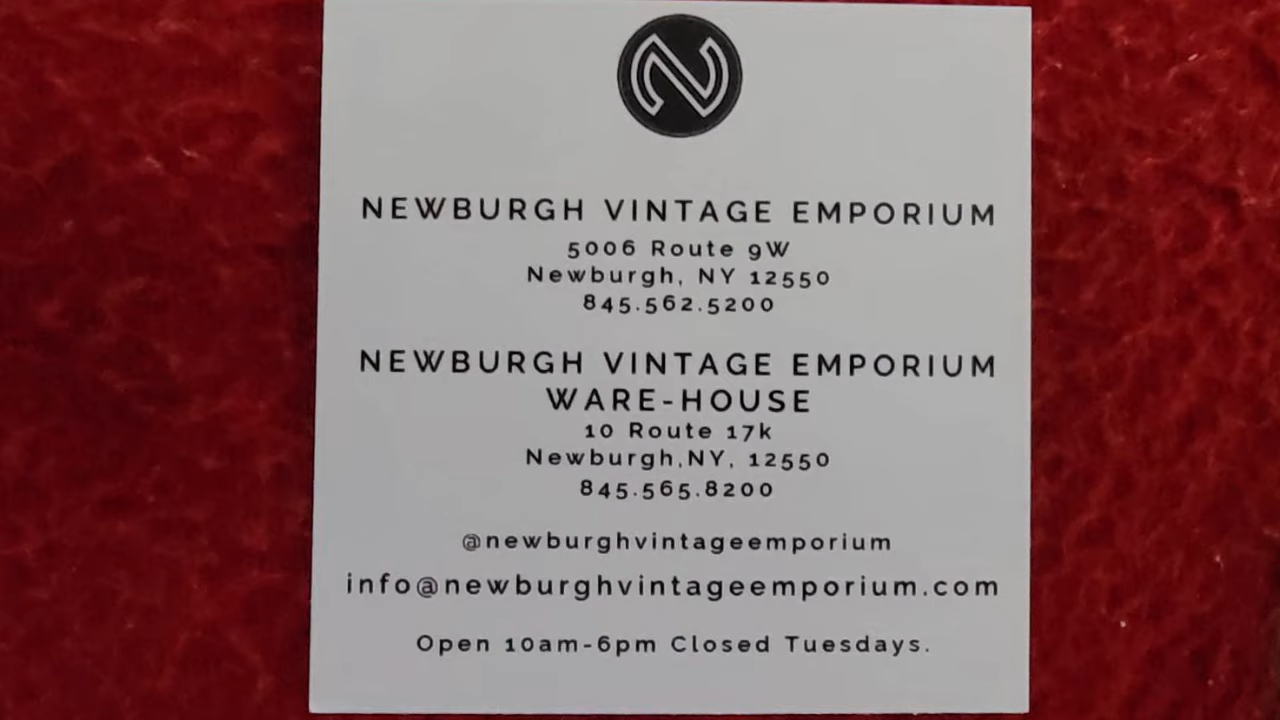 N
NEWBURGH VINTAGE EMPORIUM
5006 Route 9W
Newburgh, NY 12550
845.562.5200
NEWBURGH VINTAGE EMPORIUM
WARE-HOUSE
10 Route 17k
Newburgh,NY, 12550
845.565.8200
@newburghvintageemporium
info@newburghvintageemporium.com
Open 10am-6pm Closed Tuesdays.